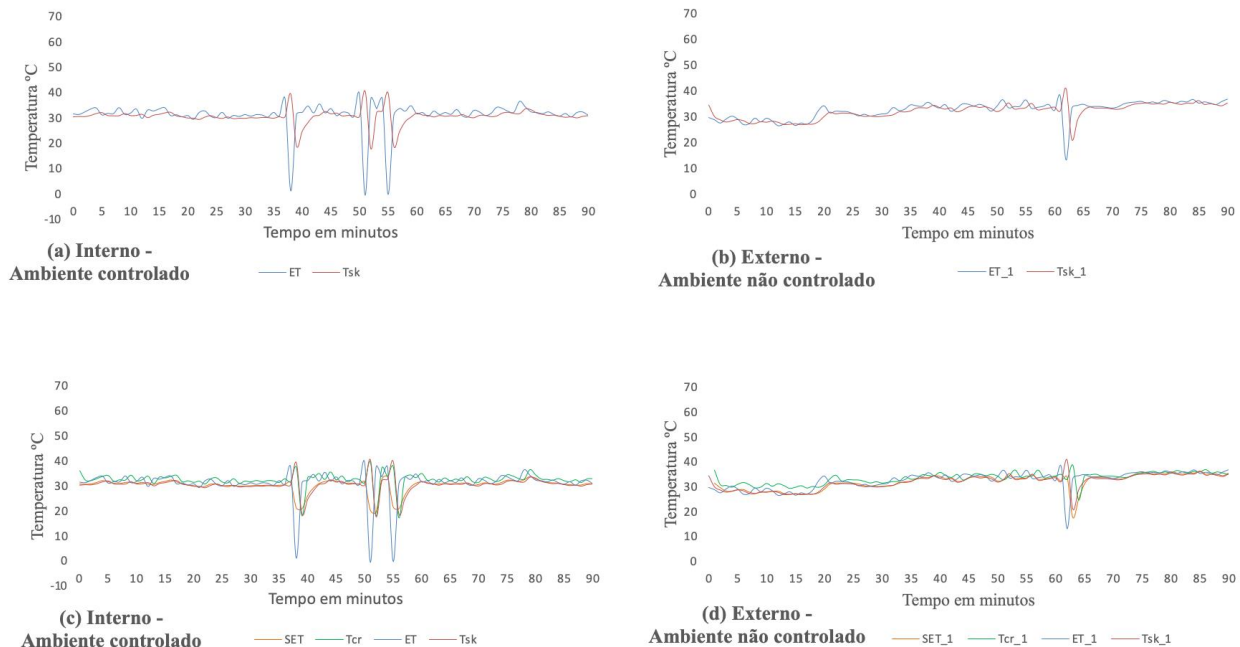 70
60
50
40
30
20
10
0
-10
Temperatura ºC
0 5 10 15 20 25 30 35 40 45 50 55 60 65 70 75 80 85 90
Tempo em minutos
(a) Interno -
Ambiente controlado
ET Tsk
70
60
50
40
30
20
10
0
Temperatura ºC
0 5 10 15 20 25 30 35 40 45 50 55 60 65 70 75 80 85 90
Tempo em minutos
(b) Externo -
Ambiente não controlado
ET_1 Tsk_1
70
60
50
40
30
20
10
0
-10
Temperatura ºC
0 5 10 15 20 25 30 35 40 45 50 55 60 65 70 75 80 85 90
Tempo em minutos
(c) Interno -
Ambiente controlado
SET Tcr ET Tsk
70
60
50
40
30
20
10
0
Temperatura ºC
0 5 10 15 20 25 30 35 40 45 50 55 60 65 70 75 80 85 90
Tempo em minutos
(d) Externo -
Ambiente não controlado
SET_1 Tcr_1 ET_1 Tsk_1